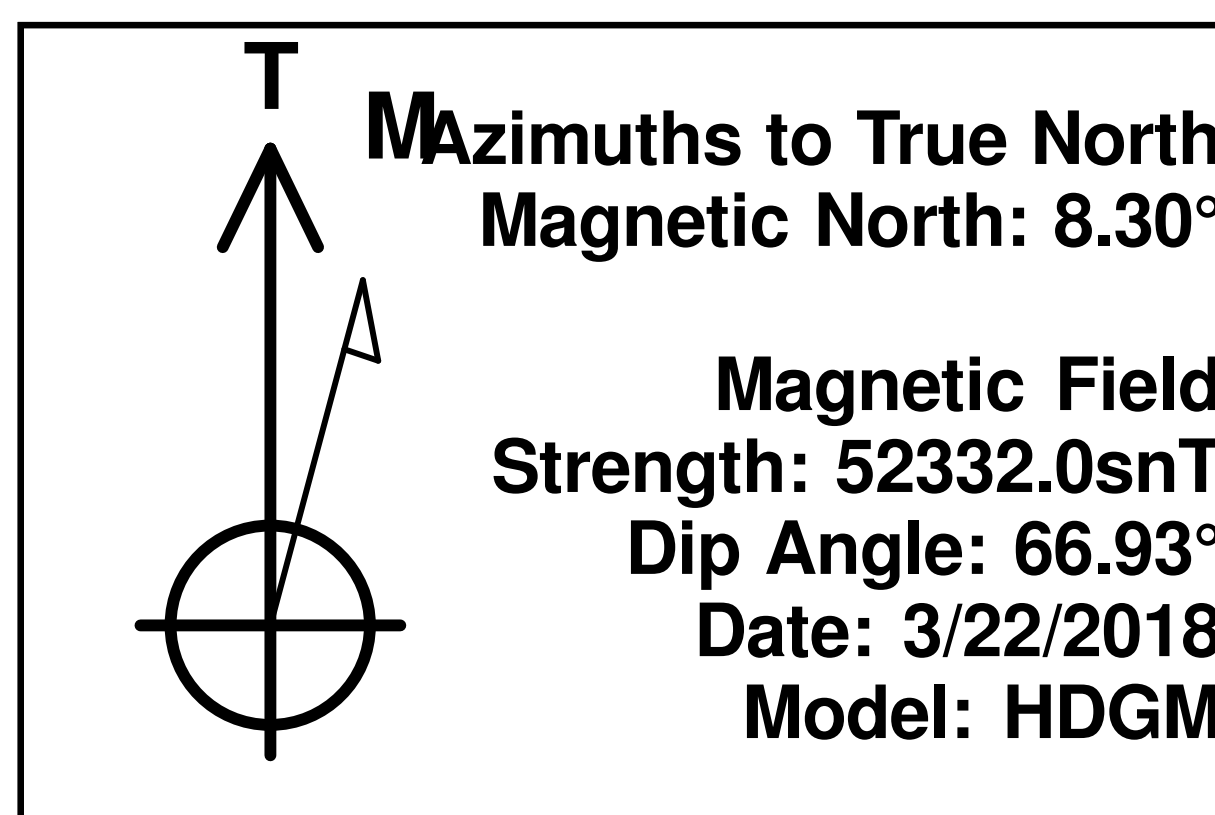 T
M
Azimuths to True North
Magnetic North: 8.30°
Magnetic Field
Strength: 52332.0snT
Dip Angle: 66.93°
Date: 3/22/2018
Model: HDGM